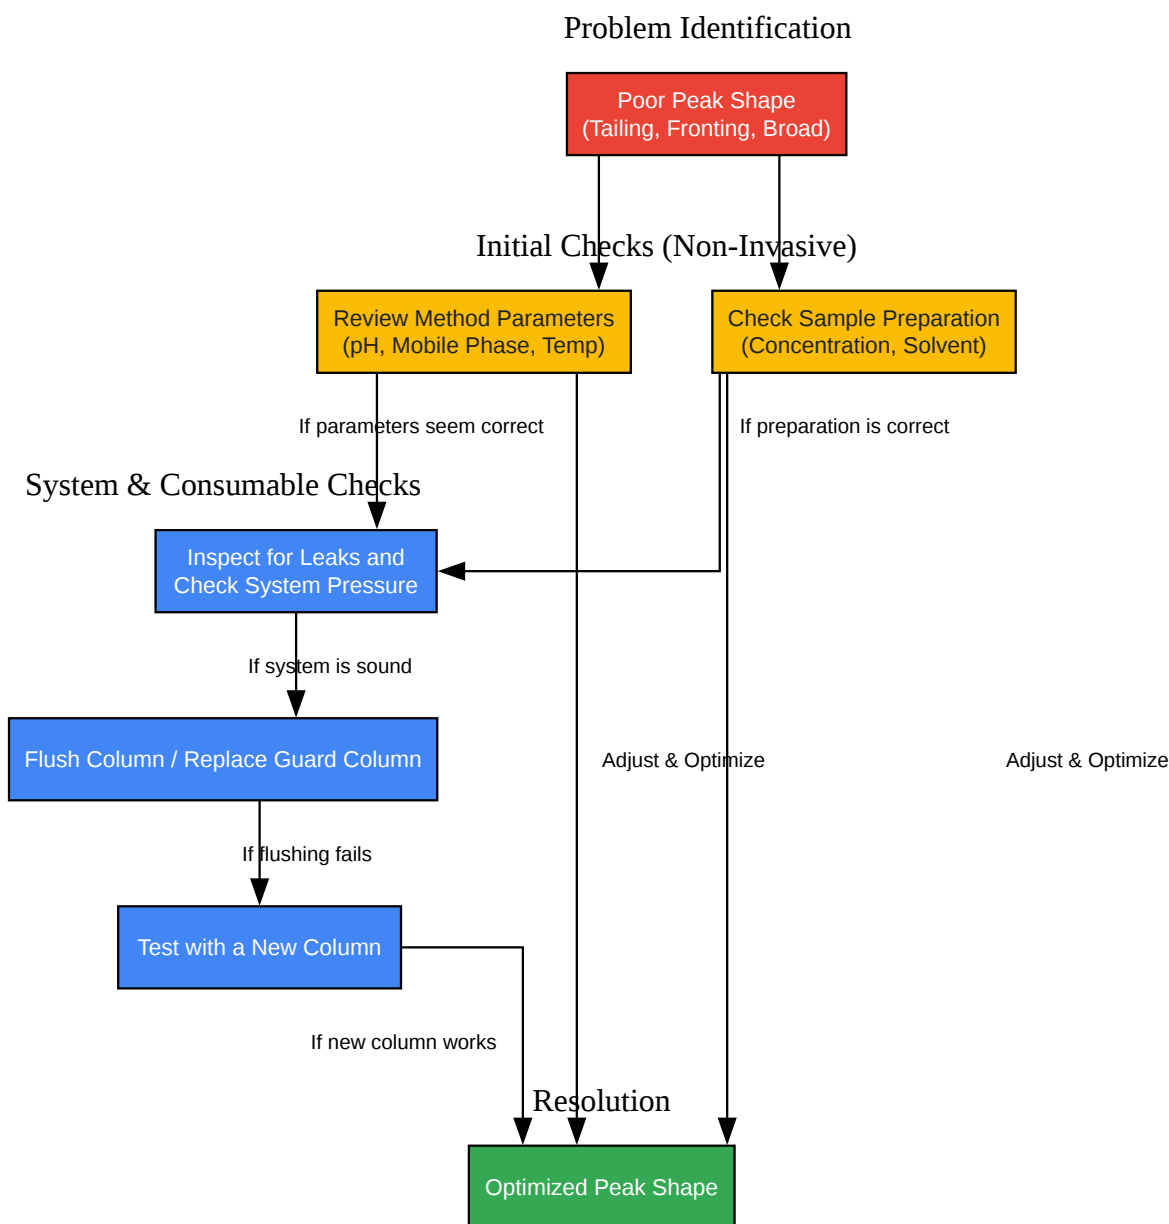 Problem Identification
Poor Peak Shape
(Tailing, Fronting, Broad)
Initial Checks (Non-Invasive)
Review Method Parameters
(pH, Mobile Phase, Temp)
Check Sample Preparation
(Concentration, Solvent)
If parameters seem correct
If preparation is correct
System & Consumable Checks
Inspect for Leaks and
Check System Pressure
If system is sound
Flush Column / Replace Guard Column
Adjust & Optimize
Adjust & Optimize
If flushing fails
Test with a New Column
If new column works
Resolution
Optimized Peak Shape